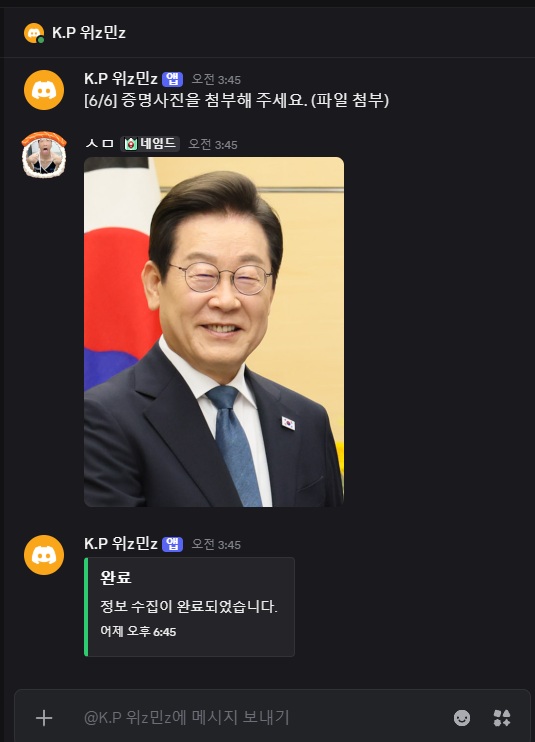 K.P 위z민z
K.P 위z민z 앱 오전 3:45
[6/6] 증명사진을 첨부해 주세요. (파일 첨부)
ㅅㅁ 네임드 오전 3:45
K.P 위z민z 앱 오전 3:45
완료
정보 수집이 완료되었습니다.
어제 오후 6:45
@K.P 위z민z에 메시지 보내기